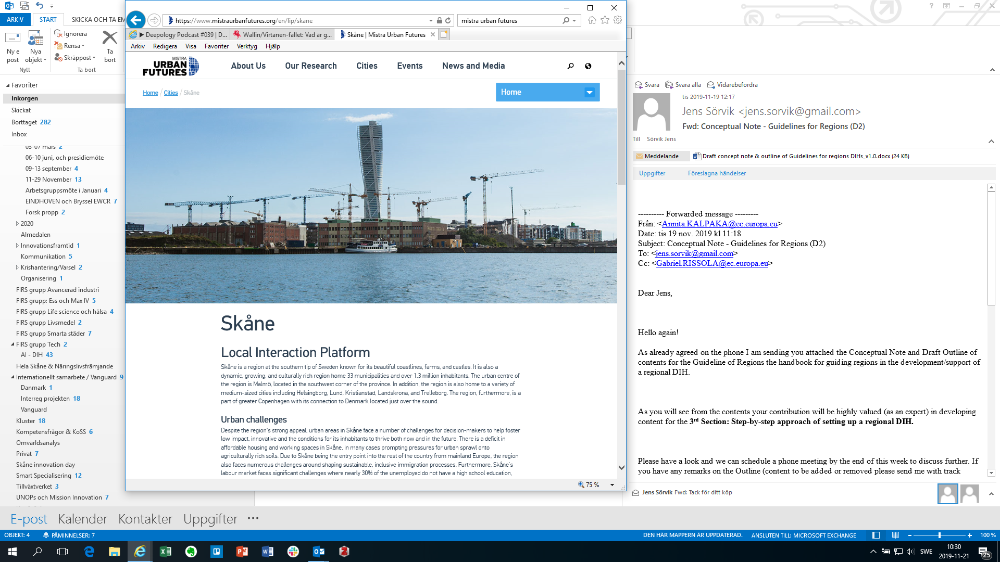 ARKIV
START
SKICKA OCH TA EM
Ny e
post
Nya
objekt
Ignorera
Rensa
Skräppost
Ta
bort
Nytt
Ta bort
Favoriter
Inkorgen
Skickat
Borttaget 282
Inbox
03-07 mars 2
06-10 juni, och presidiemöte
09-13 september 4
11-29 November 13
Arbetsgruppsmöte i Januari 4
EINDHOVEN och Bryssel EWCR 7
Forsk propp 2
2020
Almedalen
Innovationsframtid 1
Kommunikation 5
Krishantering/Varsel 2
Organisering 1
FIRS grupp Avancerad industri
FIRS grupp: Ess och Max IV 5
FIRS grupp Life science och hälsa 4
FIRS grupp Livsmedel 2
FIRS grupp Smarta städer 7
FIRS grupp Tech 2
AI - DIH 43
Hela Skåne & Näringslivsfrämjande
Internationellt samarbete / Vanguard 9
Danmark 1
Interreg projekten 18
Vanguard
Kluster 18
Kompetensfrågor & KoSS 6
Omvärldsanalys
Privat 7
Skåne innovation day
Smart Specialisering 12
Tillväxtverket 3
UNOPs och Mission Innovation 7
https://www.mistraurbanfutures.org/en/lip/skane
mistra urban futures
▶ Deepology Podcast #039 | D...
Wallin/Virtanen-fallet: Vad är g...
Skåne | Mistra Urban Futures
Arkiv Redigera Visa Favoriter Verktyg Hjälp
MISTRA
URBAN
FUTURES
About Us Our Research Cities Events News and Media
Home / Cities / Skåne
Home
Skåne
Local Interaction Platform
Skåne is a region at the southern tip of Sweden known for its beautiful coastlines, farms, and castles. It is also a
dynamic, growing, and culturally rich region home 33 municipalities and over 1.3 million inhabitants. The urban centre of
the region is Malmö, located in the southwest corner of the province. In addition, the region is also home to a variety of
medium-sized cities including Helsingborg, Lund, Kristianstad, Landskrona, and Trelleborg. The region, furthermore, is a
part of greater Copenhagen with its connection to Denmark located just over the sound.
Urban challenges
Despite the region's strong appeal, urban areas in Skåne face a number of challenges for decision-makers to help foster
low impact, innovative and the conditions for its inhabitants to thrive both now and in the future. There is a deficit in
affordable housing and working spaces in Skåne, in many cases prompting pressures for urban sprawl onto
agriculturally rich soils. Due to Skåne being the entry point into the rest of the country from mainland Europe, the region
also faces numerous challenges around shaping sustainable, inclusive immigration processes. Furthermore, Skåne's
labour market faces significant challenges where nearly 30% of the unemployed do not have a high school education,
75 %
Svara Svara alla Vidarebefordra
tis 2019-11-19 12:17
Jens Sörvik <jens.sorvik@gmail.com>
Fwd: Conceptual Note - Guidelines for Regions (D2)
Till Sörvik Jens
Meddelande
Draft concept note & outline of Guidelines for regions DIHs_v1.0.docx (24 KB)
Uppgifter Föreslagna händelser
---------- Forwarded message ---------
Från: <Annita.KALPAKA@ec.europa.eu>
Date: tis 19 nov. 2019 kl 11:18
Subject: Conceptual Note - Guidelines for Regions (D2)
To: <jens.sorvik@gmail.com>
Cc: <Gabriel.RISSOLA@ec.europa.eu>
Dear Jens,
Hello again!
As already agreed on the phone I am sending you attached the Conceptual Note and Draft Outline of
contents for the Guideline of Regions the handbook for guiding regions in the development/support of
a regional DIH.
As you will see from the contents your contribution will be highly valued (as an expert) in developing
content for the 3rd Section: Step-by-step approach of setting up a regional DIH.
Please have a look and we can schedule a phone meeting by the end of this week to discuss further. If
you have any remarks on the Outline (content to be added or removed please send me with track
Jens Sörvik Fwd: Tack för ditt köp
E-post Kalender Kontakter Uppgifter ···
OBJEKT: 4
PÅMINNELSER: 7
DEN HÄR MAPPEN ÄR UPPDATERAD.
ANSLUTEN TILL: MICROSOFT EXCHANGE
100 %
SWE
10:30
2019-11-21
25